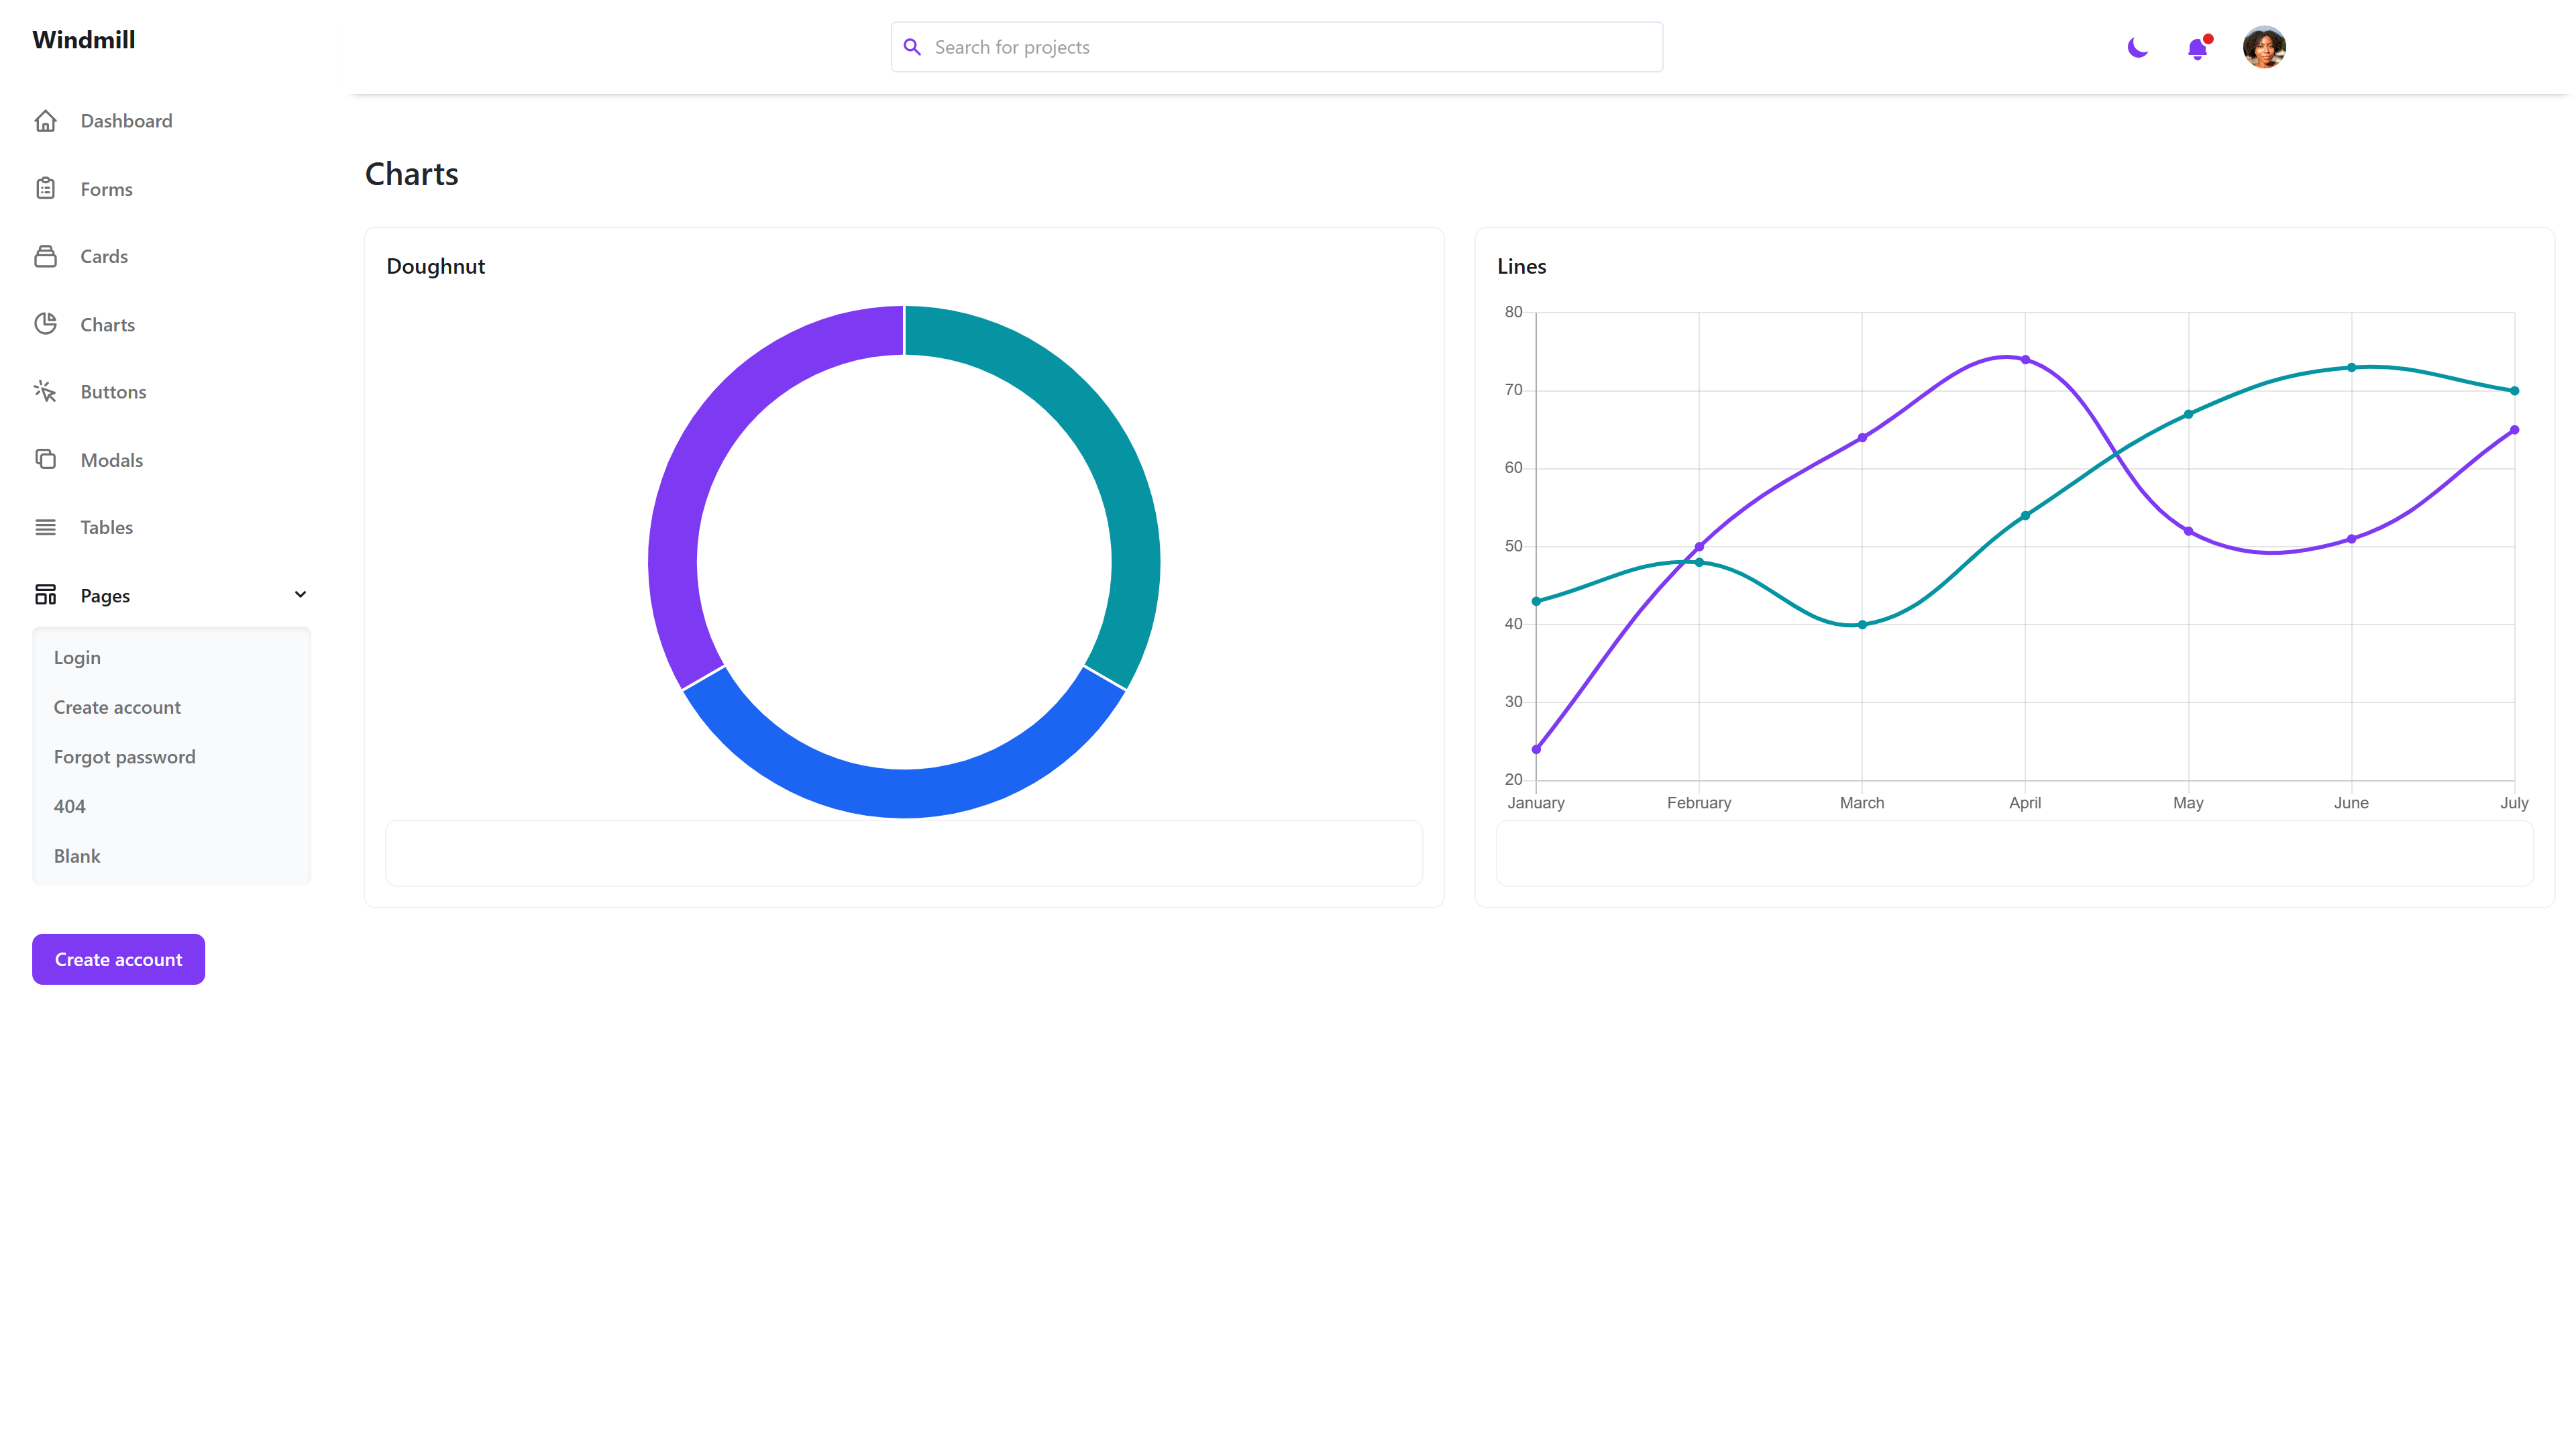 Windmill
Search for projects
Dashboard
Forms
Cards
Charts
Buttons
Modals
Tables
Pages
Login
Create account
Forgot password
404
Blank
Create account
Charts
Doughnut
Lines
80
70
60
50
40
30
20
January February March April May June July